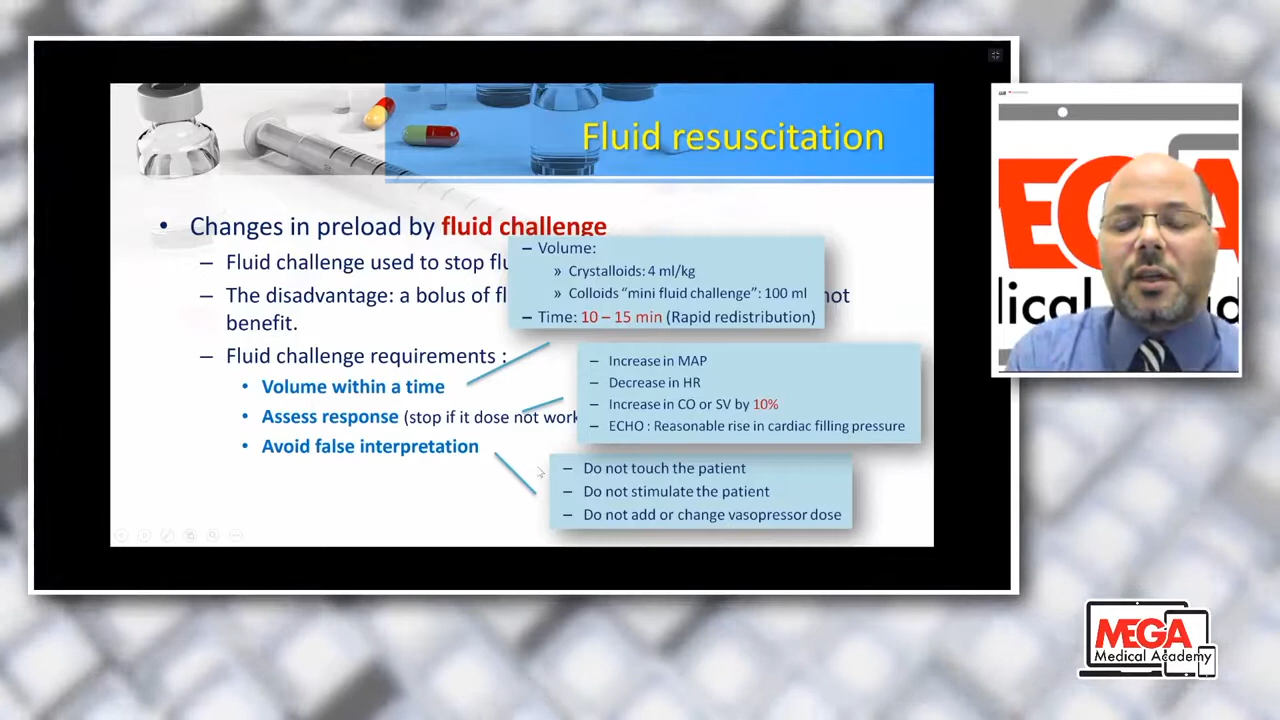 Fluid resuscitation
• Changes in preload by fluid challenge
– Fluid challenge used to stop
– The disadvantage: a bolus of
not
benefit.
– Fluid challenge requirements :
• Volume within a time
• Assess response (stop if it dose not work
• Avoid false interpretation
– Volume:
» Crystalloids: 4 ml/kg
» Colloids “mini fluid challenge”: 100 ml
– Time: 10 – 15 min (Rapid redistribution)
– Increase in MAP
– Decrease in HR
– Increase in CO or SV by 10%
– ECHO : Reasonable rise in cardiac filling pressure
– Do not touch the patient
– Do not stimulate the patient
– Do not add or change vasopressor dose
MEGA
Medical Academy